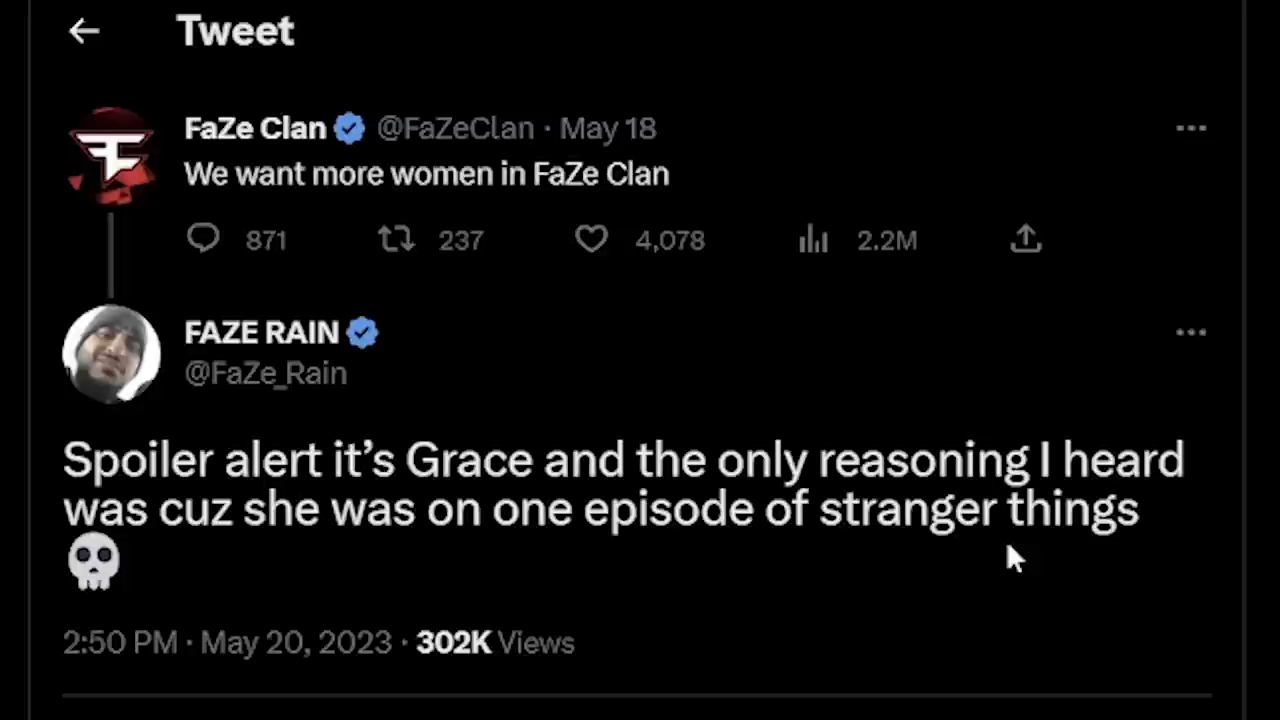 Tweet
FaZe Clan @FaZeClan · May 18
We want more women in FaZe Clan
871 237 4,078 2.2M
FAZE RAIN
@FaZe_Rain
Spoiler alert it’s Grace and the only reasoning I heard
was cuz she was on one episode of stranger things
💀
2:50 PM · May 20, 2023 · 302K Views